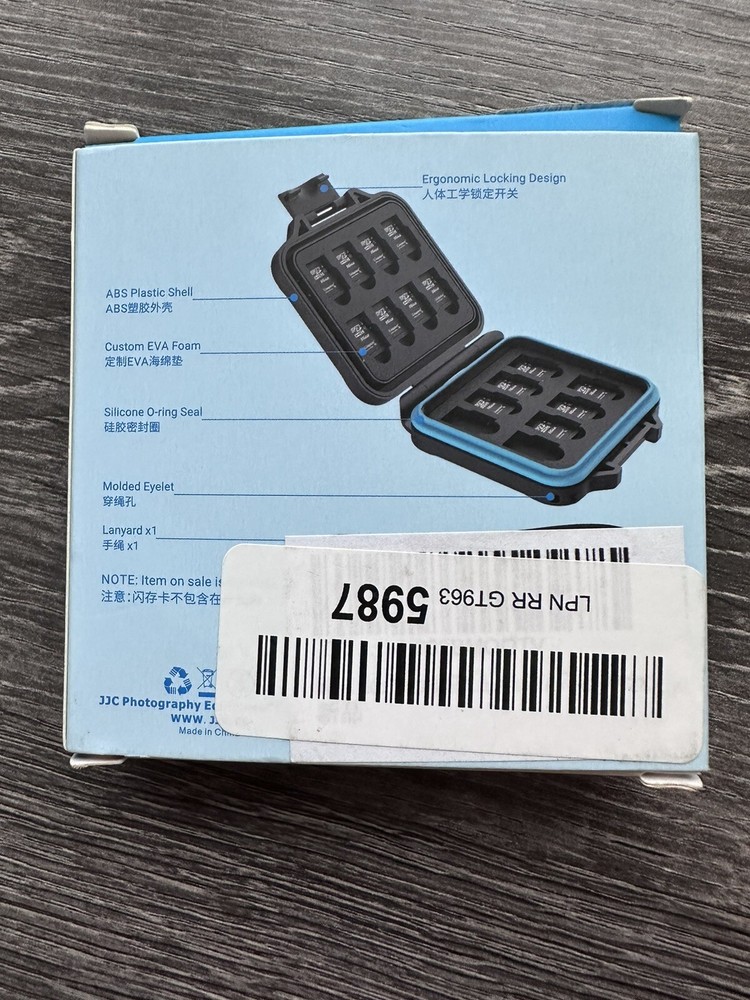 Ergonomic Locking Design
人体工学锁定开关
ABS Plastic Shell
ABS塑胶外壳
Custom EVA Foam
定制EVA海绵垫
Silicone O-ring Seal
硅胶密封圈
Molded Eyelet
穿绳孔
Lanyard x1
手绳 x1
NOTE: Item on sale
注意:闪存卡不包含在
LPN RR GT963 5987
JJC Photography
WWW.
Made in